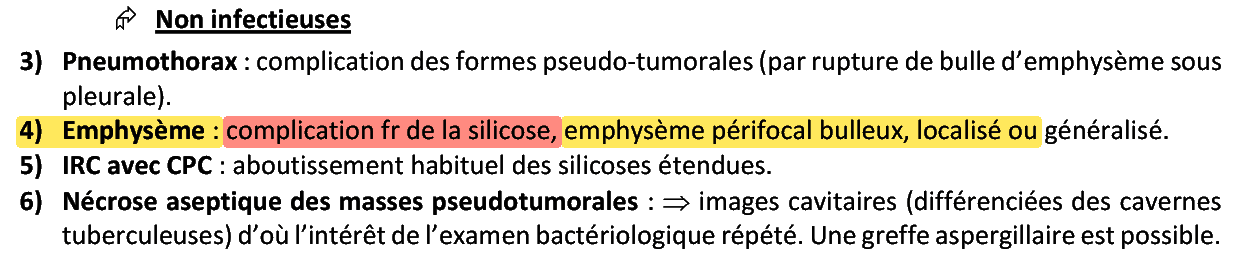 Non infectieuses
3) Pneumothorax : complication des formes pseudo-tumorales (par rupture de bulle d’emphysème sous
pleurale).
4) Emphysème : complication fr de la silicose, emphysème périfocal bulleux, localisé ou généralisé.
5) IRC avec CPC : aboutissement habituel des silicoses étendues.
6) Nécrose aseptique des masses pseudotumorales : ⇒ images cavitaires (différenciées des cavernes
tuberculeuses) d’où l’intérêt de l’examen bactériologique répété. Une greffe aspergillaire est possible.